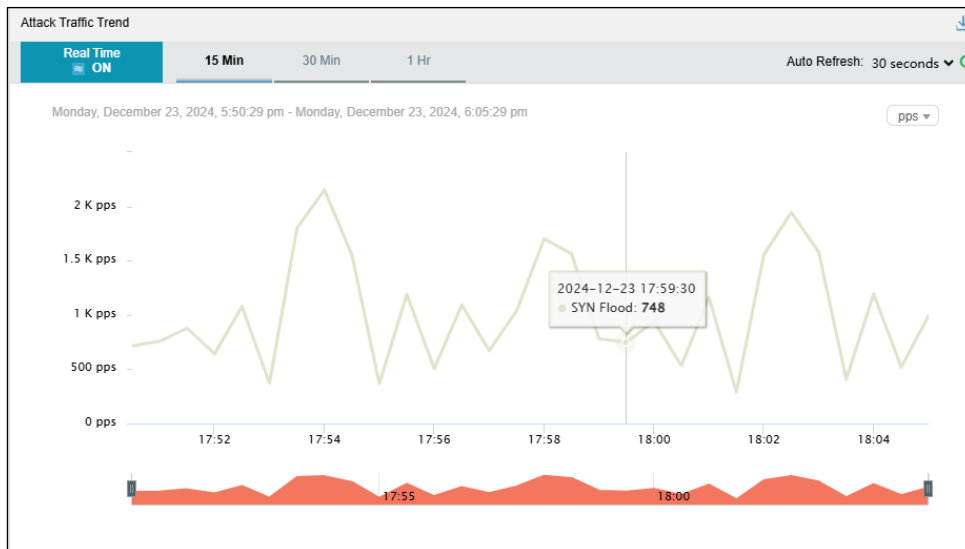 Attack Traffic Trend
Real Time
ON
15 Min
30 Min
1 Hr
Auto Refresh: 30 seconds
Monday, December 23, 2024, 5:50:29 pm - Monday, December 23, 2024, 6:05:29 pm
pps
2 K pps
1.5 K pps
1 K pps
500 pps
0 pps
2024-12-23 17:59:30
SYN Flood: 748
17:52
17:54
17:56
17:58
18:00
18:02
18:04
17:55
18:00